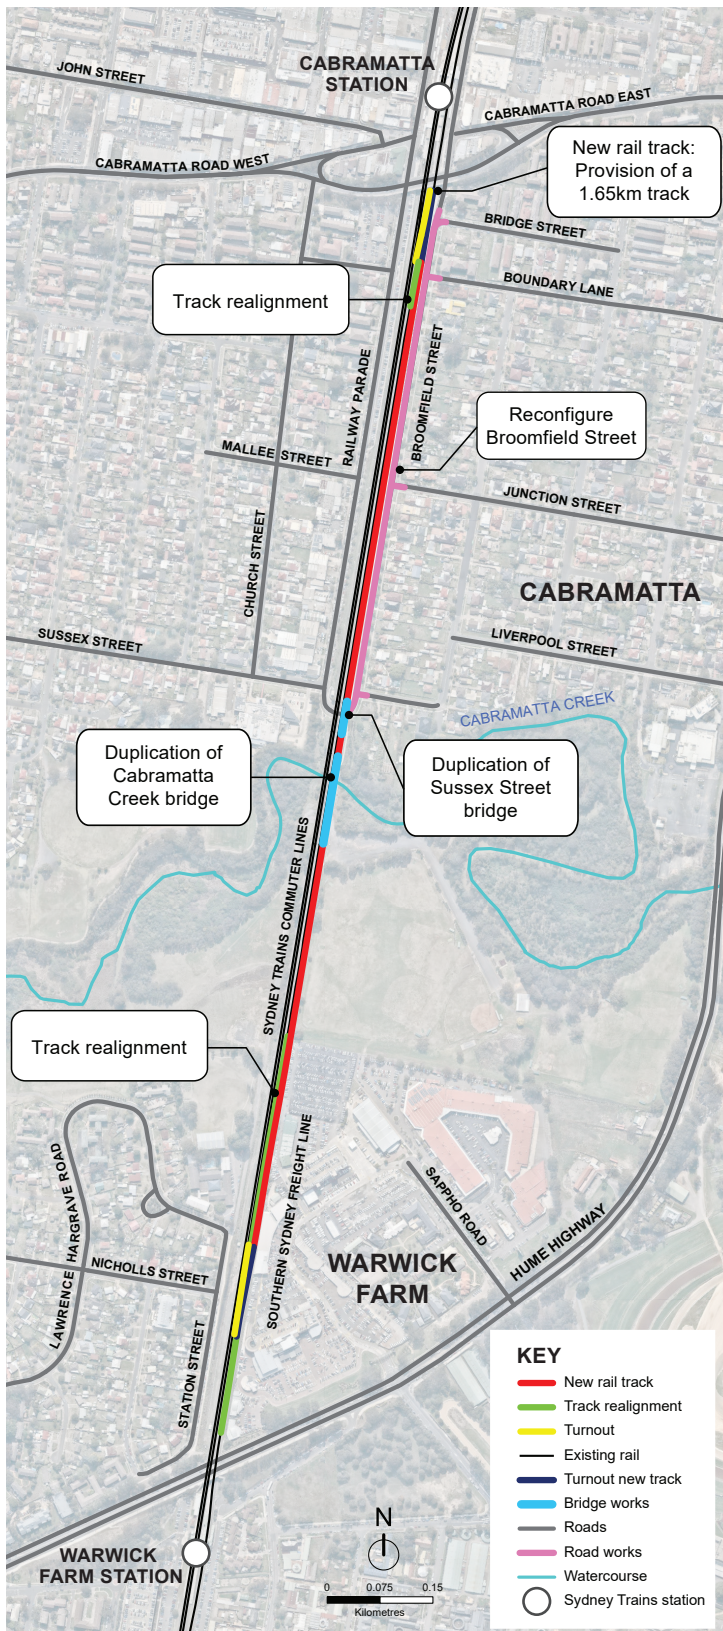 CABRAMATTA
STATION
JOHN STREET
CABRAMATTA ROAD EAST
CABRAMATTA ROAD WEST
New rail track:
Provision of a
1.65km track
BRIDGE STREET
BOUNDARY LANE
Track realignment
RAILWAY PARADE
BROOMFIELD STREET
Reconfigure
Broomfield Street
MALLEE STREET
JUNCTION STREET
CHURCH STREET
CABRAMATTA
SUSSEX STREET
LIVERPOOL STREET
CABRAMATTA CREEK
Duplication of
Cabramatta
Creek bridge
Duplication of
Sussex Street
bridge
SYDNEY TRAINS COMMUTER LINES
Track realignment
SOUTHERN SYDNEY FREIGHT LINE
SAPPHO ROAD
HUME HIGHWAY
LAWRENCE HARGRAVE ROAD
NICHOLLS STREET
WARWICK
FARM
STATION STREET
KEY
New rail track
Track realignment
Turnout
Existing rail
Turnout new track
Bridge works
Roads
Road works
Watercourse
Sydney Trains station
N
0 0.075 0.15
Kilometres
WARWICK
FARM STATION